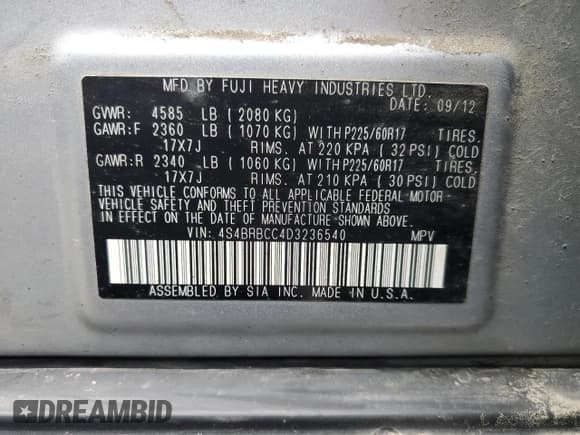 MFD. BY FUJI HEAVY INDUSTRIES LTD.
DATE: 09/12
GVWR: 4585 LB ( 2080 KG)
GAWR:F 2360 LB ( 1070 KG) WITH P225/60R17 TIRES.
17X7J RIMS. AT 220 KPA ( 32 PSI) COLD
GAWR:R 2340 LB ( 1060 KG) WITH P225/60R17 TIRES.
17X7J RIMS. AT 210 KPA ( 30 PSI) COLD
THIS VEHICLE CONFORMS TO ALL APPLICABLE FEDERAL MOTOR
VEHICLE SAFETY AND THEFT PREVENTION STANDARDS
IN EFFECT ON THE DATE OF MANUFACTURE SHOWN ABOVE.
VIN: 4S4BRBCC4D3236540 MPV
ASSEMBLED BY SIA INC. MADE IN U.S.A.
DREAMBID